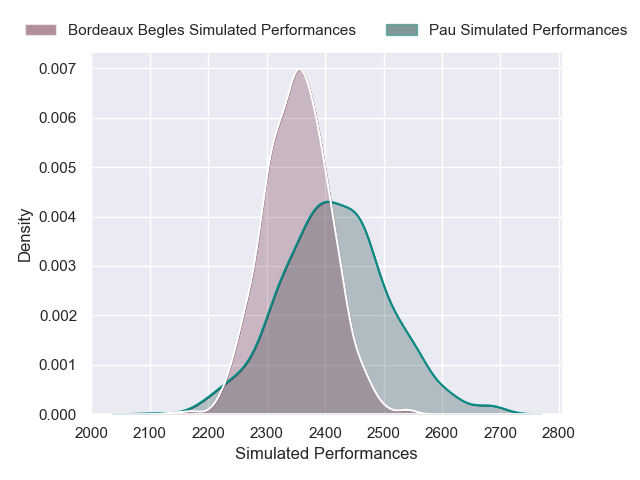 Bordeaux Begles Simulated Performances
Pau Simulated Performances
0.007
0.006
0.005
0.004
0.003
0.002
0.001
0.000
Density
2000 2100 2200 2300 2400 2500 2600 2700 2800
Simulated Performances